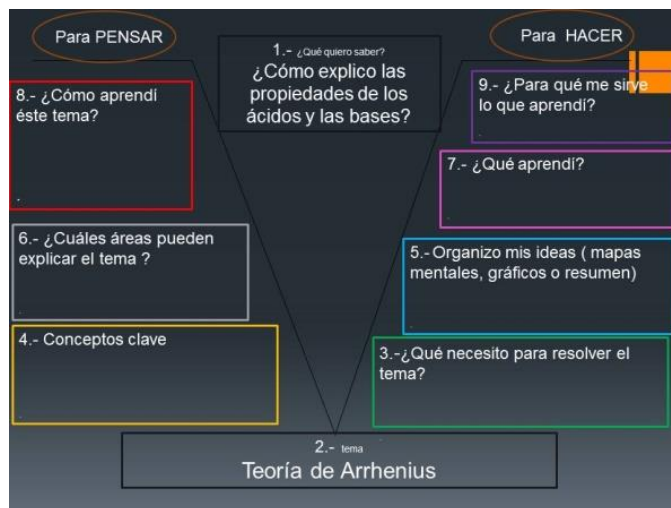 Para PENSAR
1.- ¿Qué quiero saber?
¿Cómo explico las
propiedades de los
ácidos y las bases?
Para HACER
8.- ¿Cómo aprendí
éste tema?
.
9.- ¿Para qué me sirve
lo que aprendí?
.
7.- ¿Qué aprendí?
.
6.- ¿Cuáles áreas pueden
explicar el tema ?
.
5.- Organizo mis ideas ( mapas
mentales, gráficos o resumen)
.
4.- Conceptos clave
.
3.-¿Qué necesito para resolver el
tema?
.
2.- tema
Teoría de Arrhenius